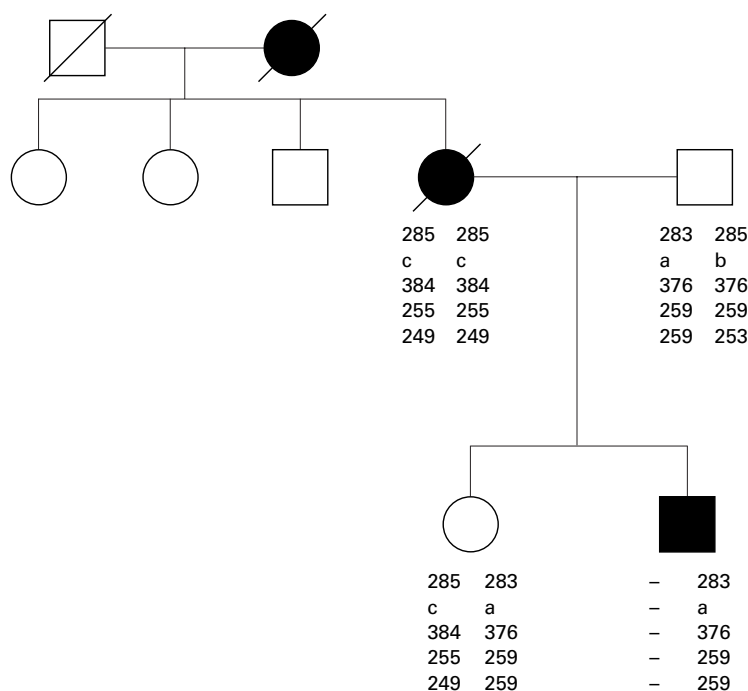 285 285 283 285
c c a b
384 384 376 376
255 255 259 259
249 249 259 253
285 283 – 283
c a – a
384 376 – 376
255 259 – 259
249 259 – 259